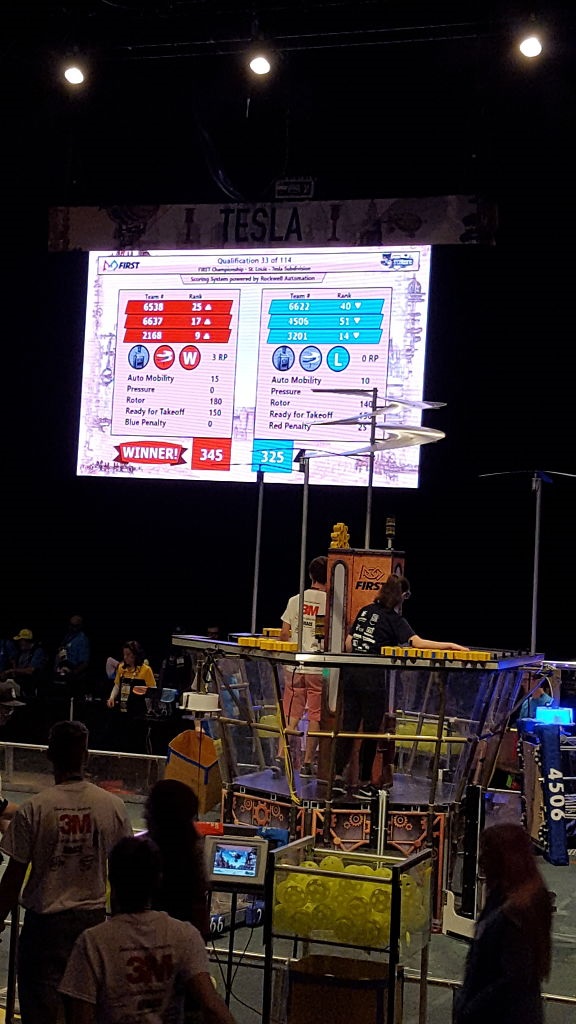 TESLA
FIRST
Qualification 33 of 114
FIRST Championship - St. Louis - Tesla Subdivision
Scoring System powered by Rockwell Automation
Team # Rank
6538 25
6637 17
2168 9
W 3 RP
Auto Mobility 15
Pressure 0
Rotor 180
Ready for Takeoff 150
Blue Penalty 0
Team # Rank
6622 40
4506 51
3201 14
L 0 RP
Auto Mobility 10
Pressure
Rotor 140
Ready for Takeoff
Red Penalty 25
WINNER! 345 325
FIRST
3M
4506
3M
3M